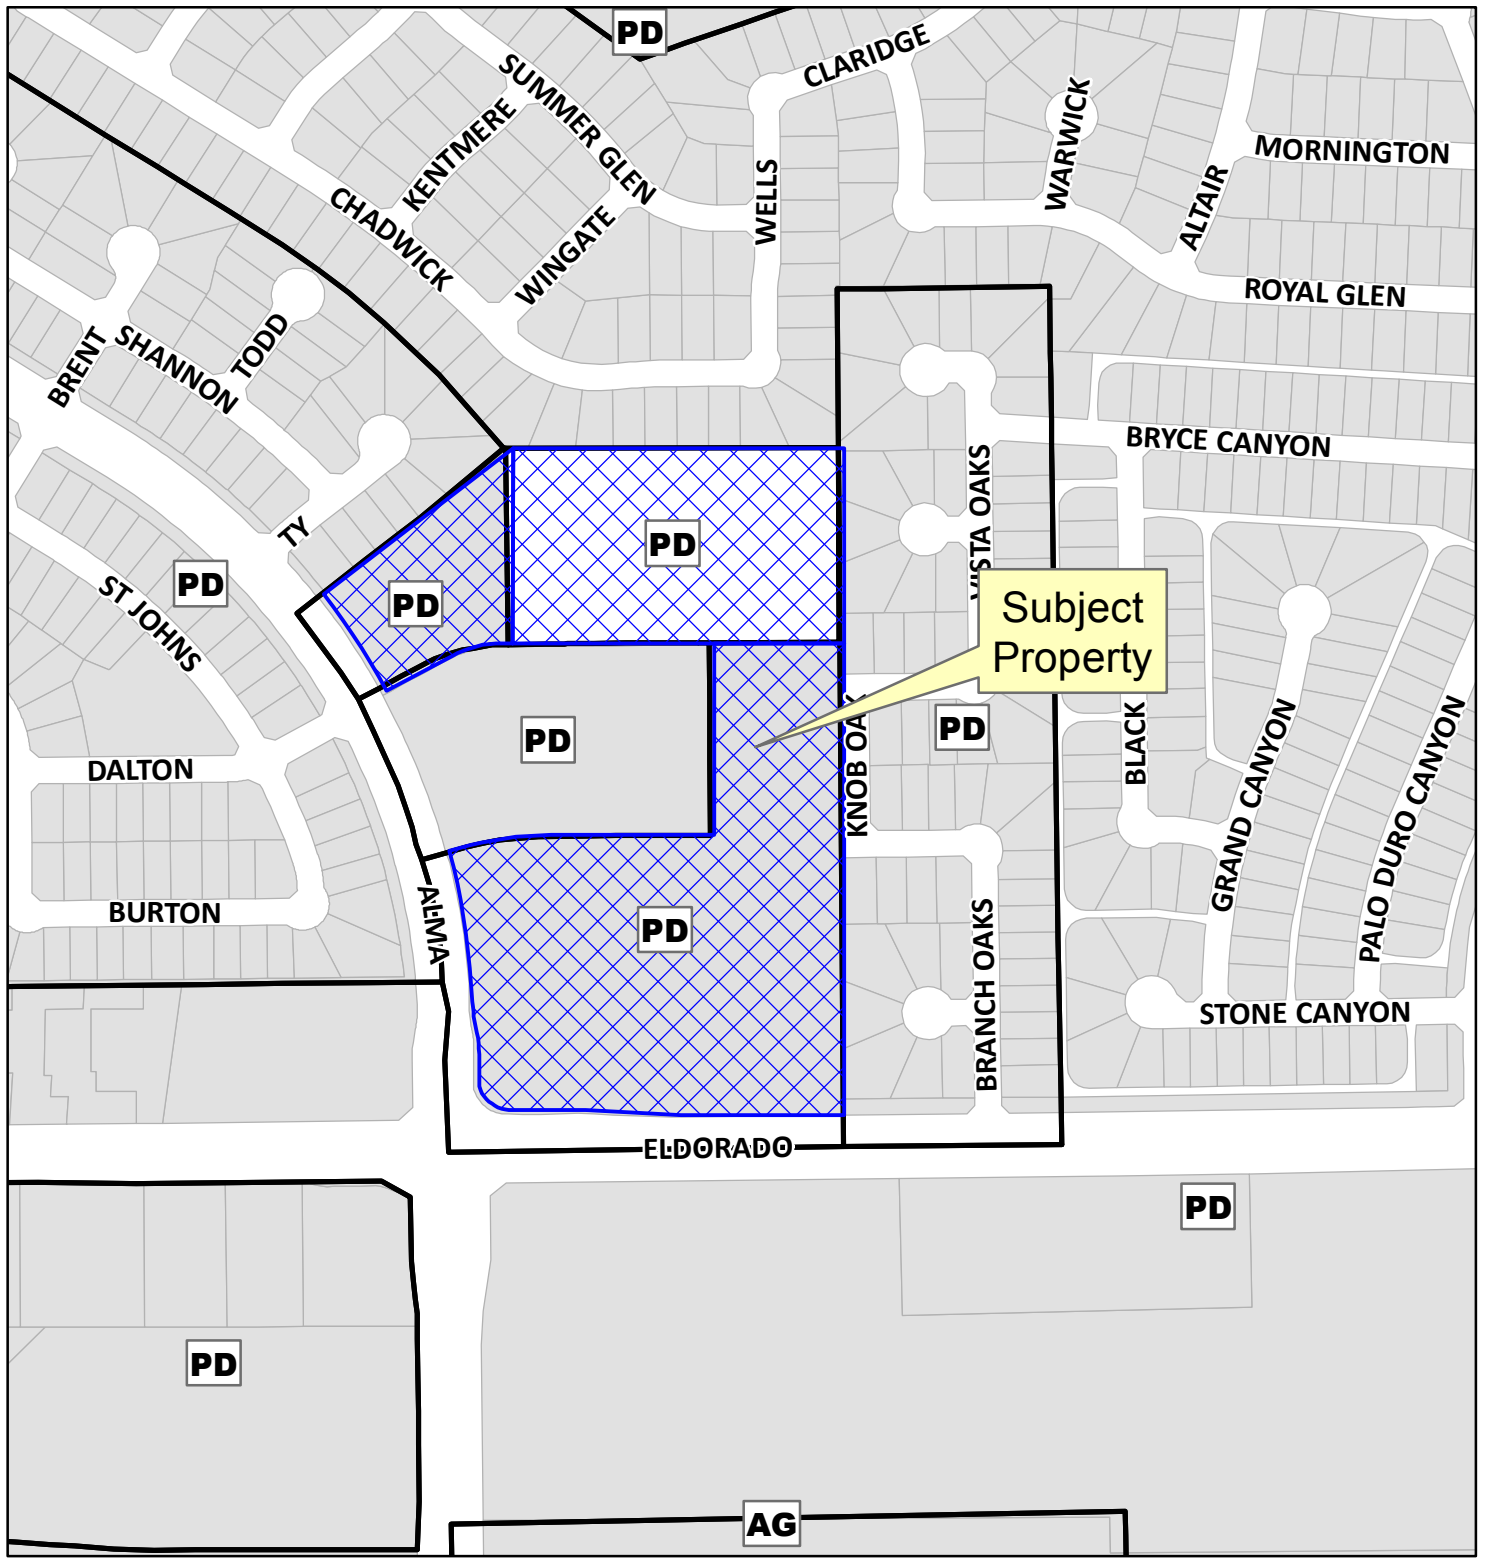 PD
CLARIDGE
SUMMER GLEN
KENTMERE
WARWICK
MORNINGTON
WELLS
ALTAIR
CHADWICK
WINGATE
ROYAL GLEN
BRENT
SHANNON
TODD
BRYCE CANYON
VISTA OAKS
TY
PD
PD
PD
ST JOHNS
Subject
Property
PD
PD
KNOB OAK
BLACK
GRAND CANYON
PALO DURO CANYON
DALTON
BURTON
ALMA
PD
BRANCH OAKS
STONE CANYON
ELDORADO
PD
PD
AG